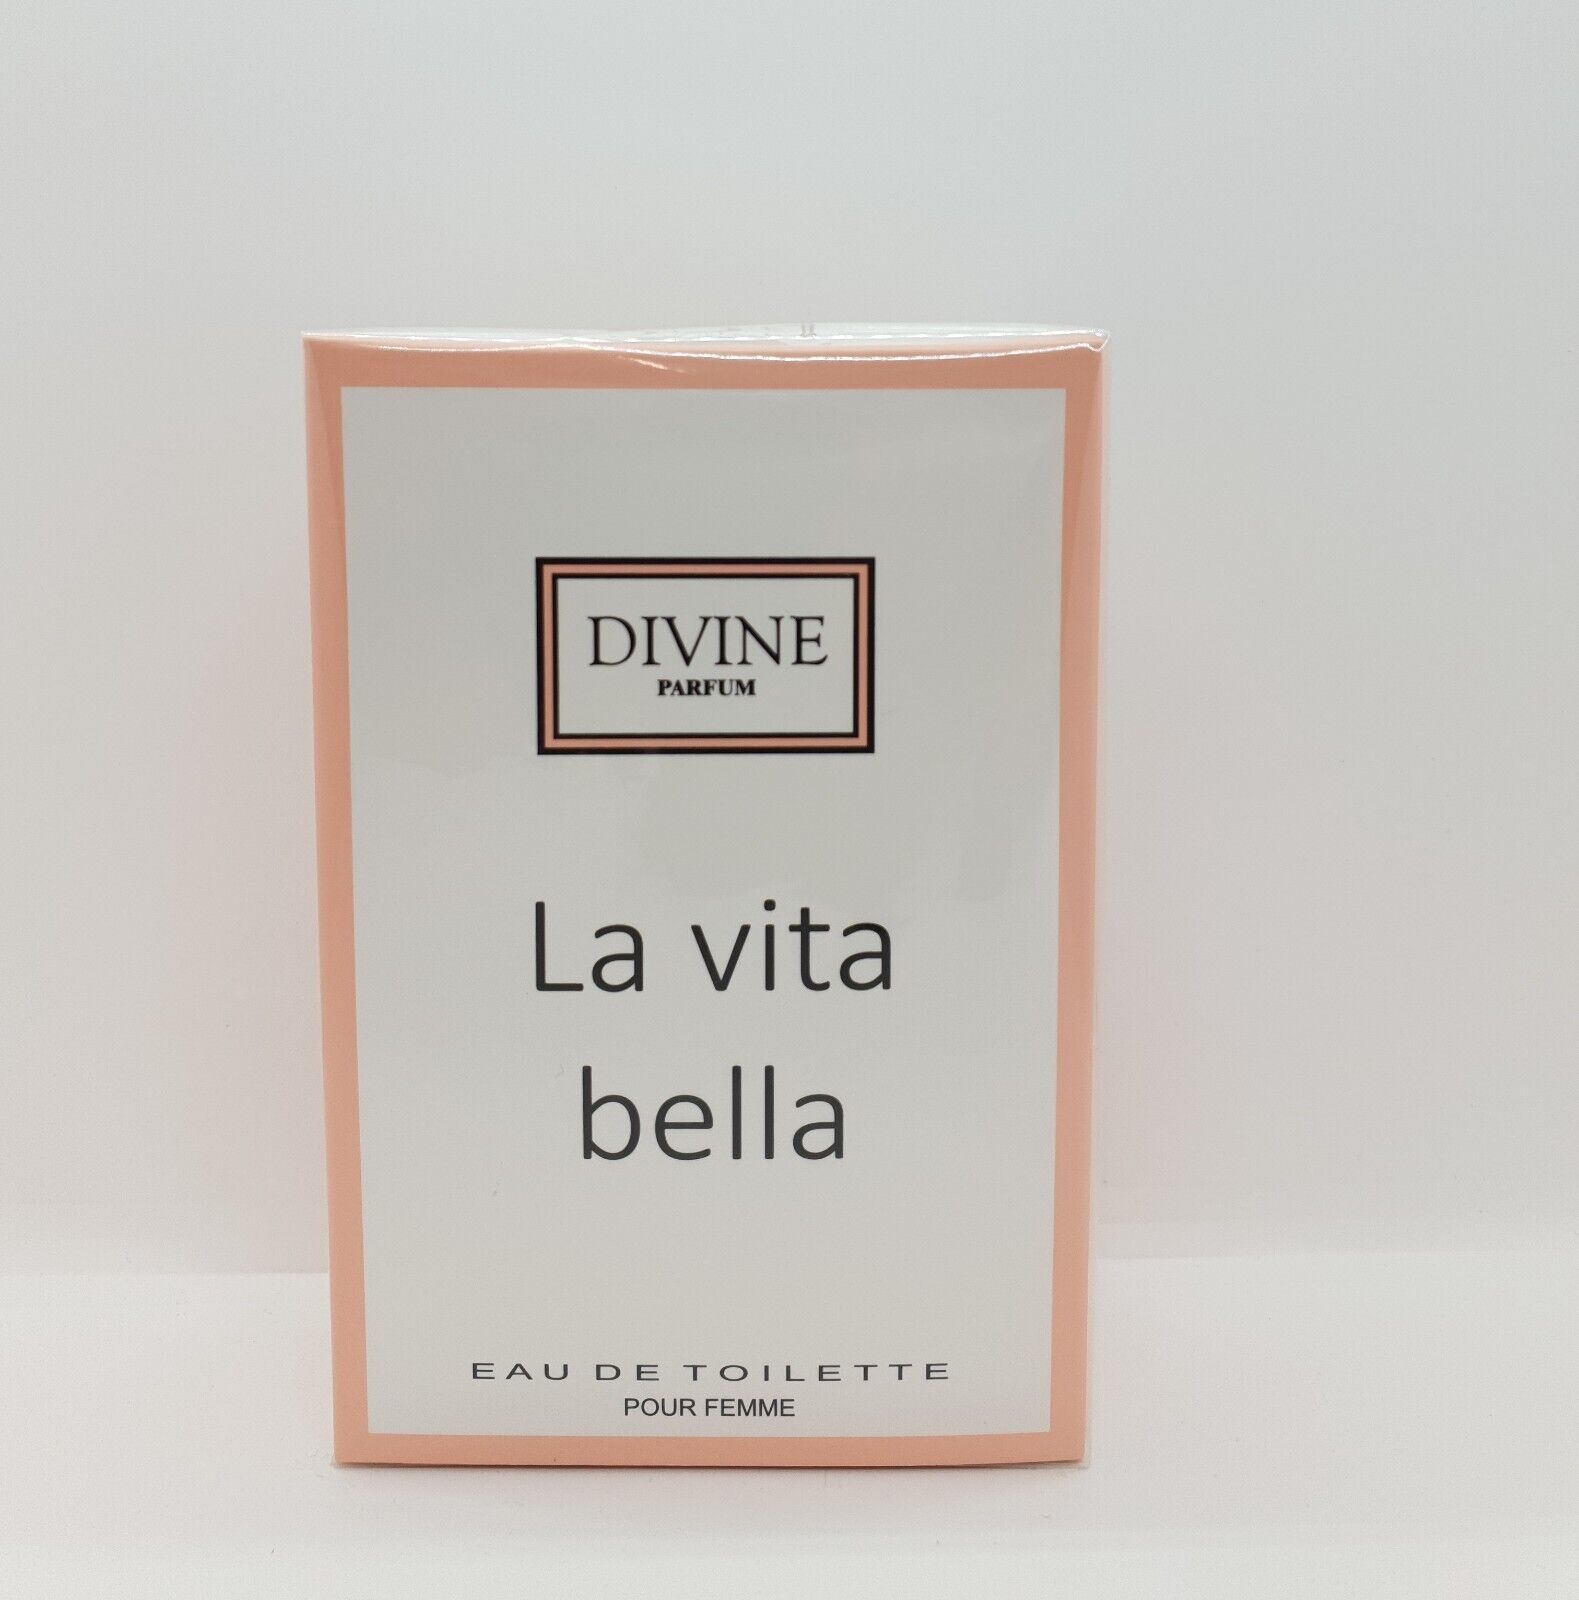 DIVINE
PARFUM
La vita
bella
EAU DE TOILETTE
POUR FEMME